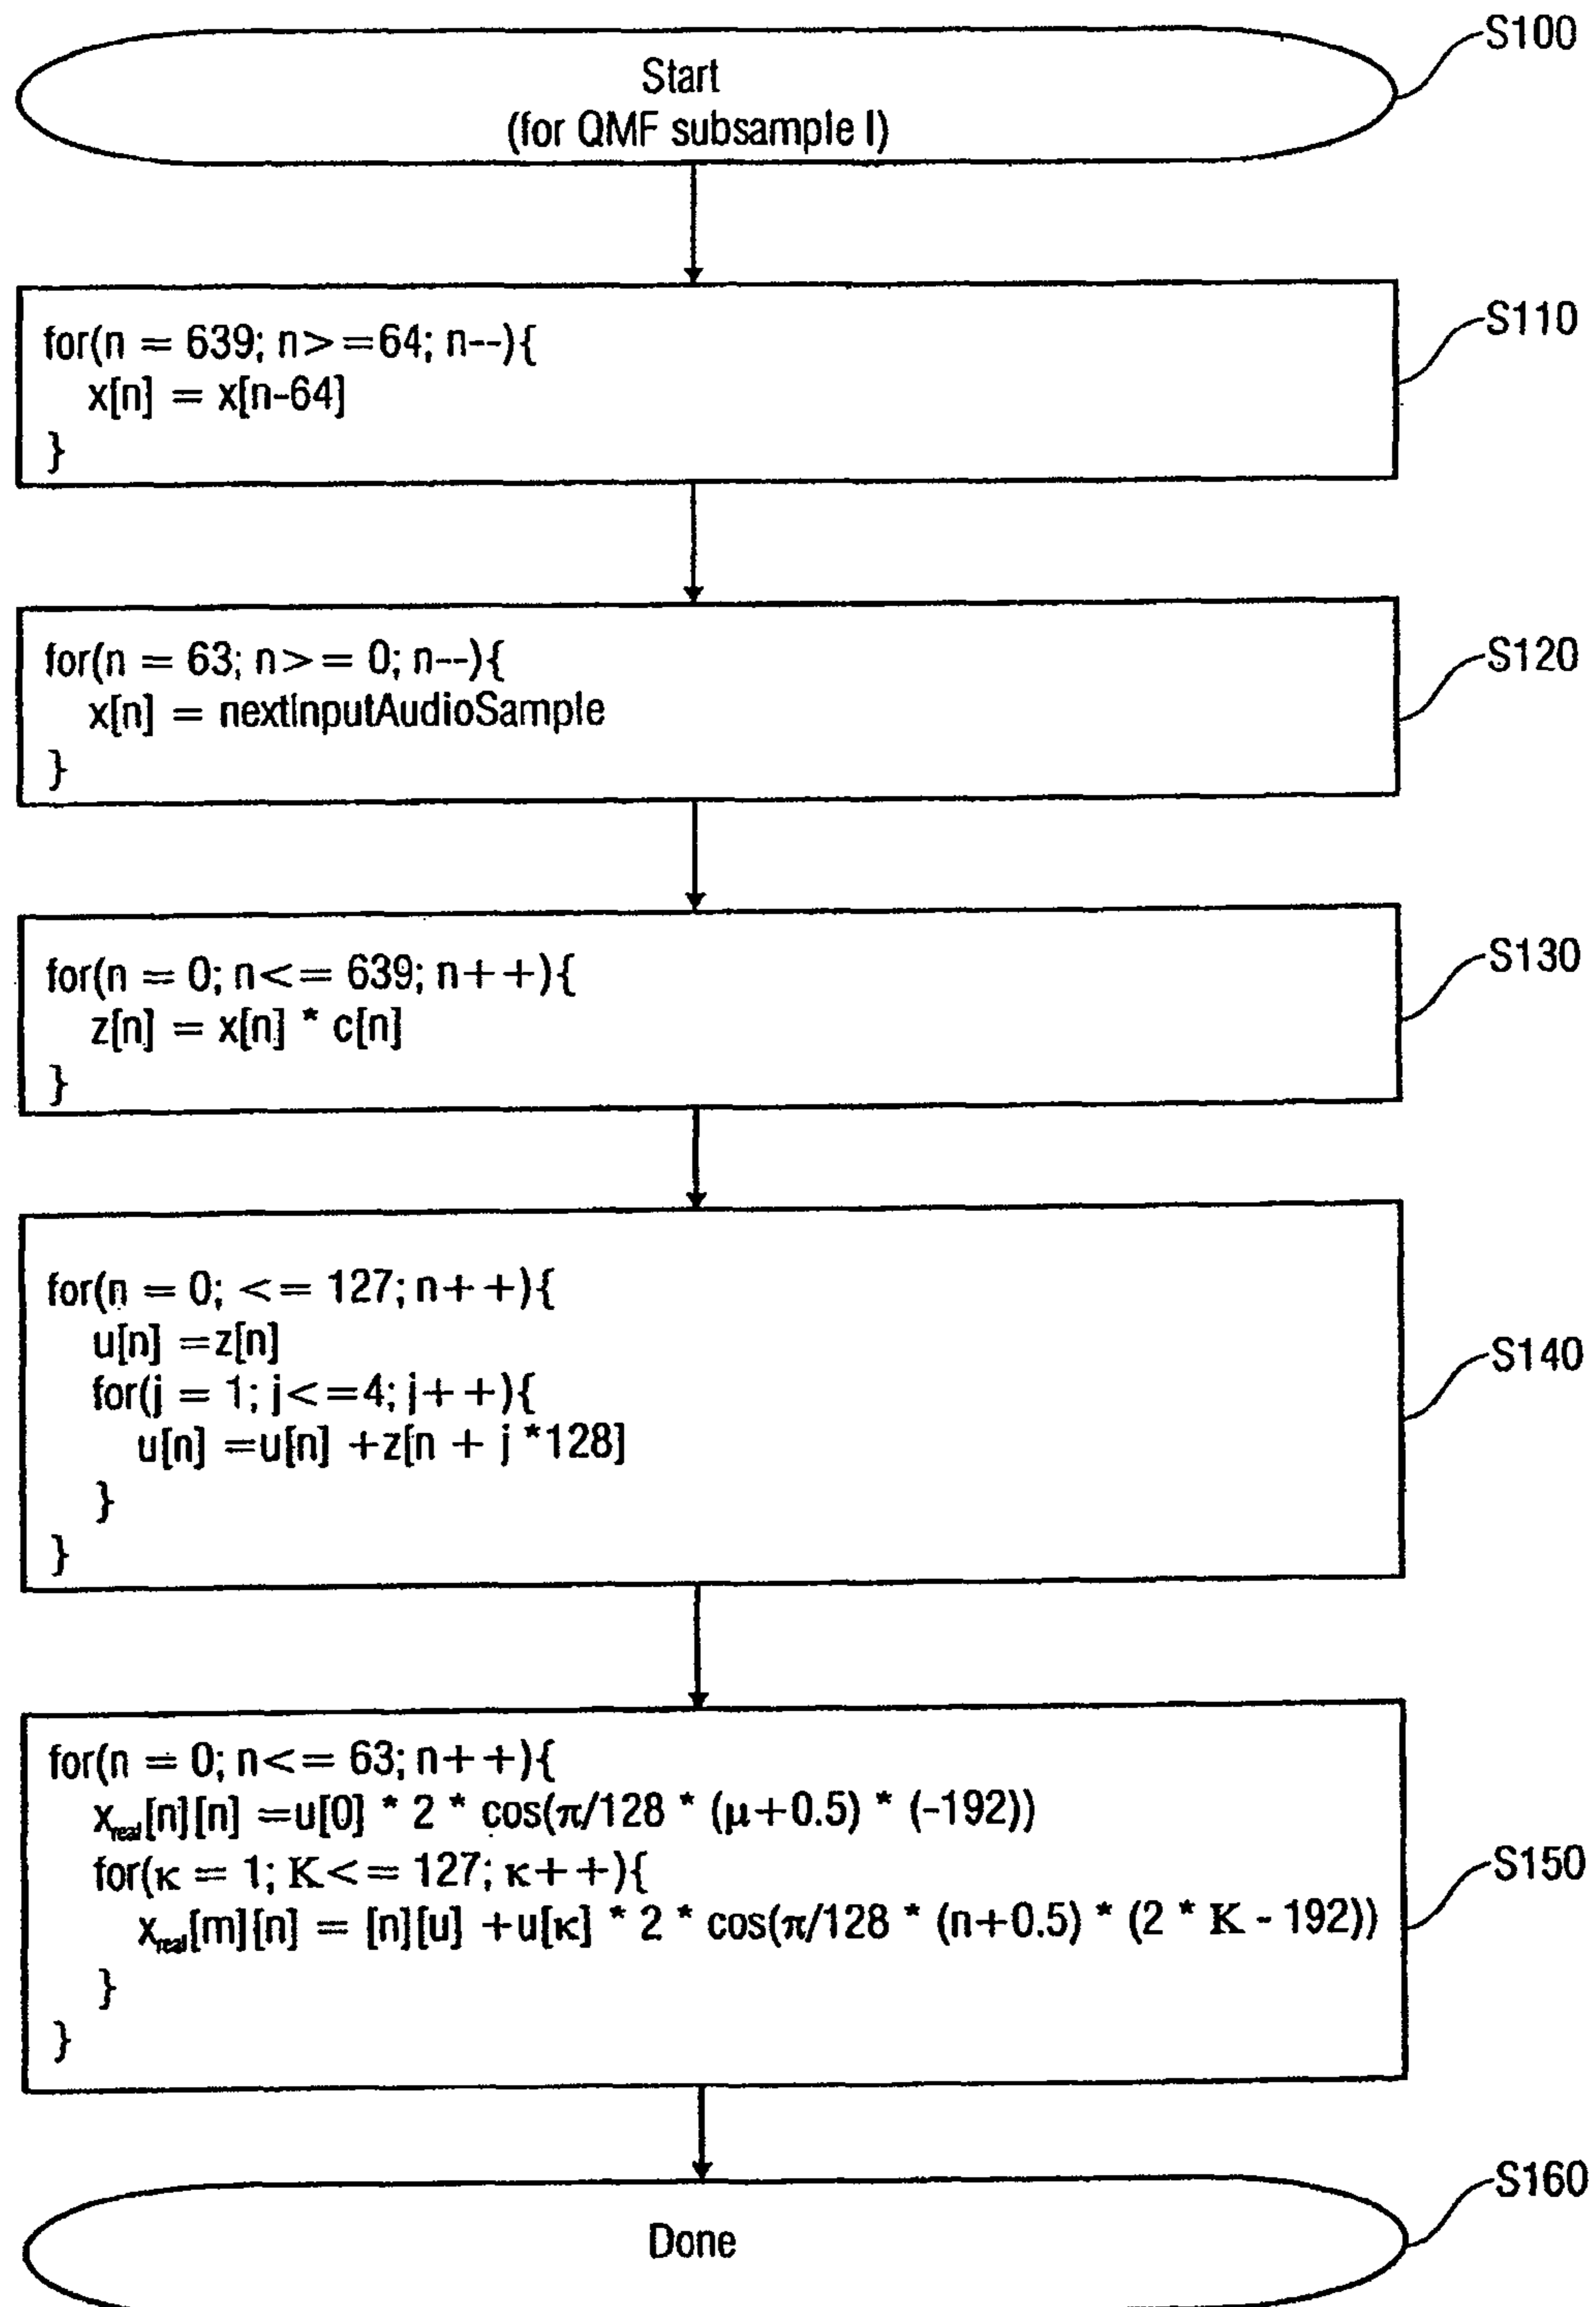 S100
Start
(for QMF subsample l)
S110
for(n = 639; n>=64; n--){
x[n] = x[n-64]
}
S120
for(n = 63; n>= 0; n--){
x[n] = nextInputAudioSample
}
S130
for(n = 0; n<= 639; n++){
z[n] = x[n] * c[n]
}
S140
for(n = 0; <= 127; n++){
u[n] =z[n]
for(j = 1; j<=4; j++){
u[n] =u[n] +z[n + j *128]
}
}
S150
for(n = 0; n<= 63; n++){
x_real[n][n] =u[0] * 2 * cos(π/128 * (μ+0.5) * (-192))
for(κ = 1; K<= 127; κ++){
x_real[m][n] = [n][u] +u[κ] * 2 * cos(π/128 * (n+0.5) * (2 * K - 192))
}
}
S160
Done